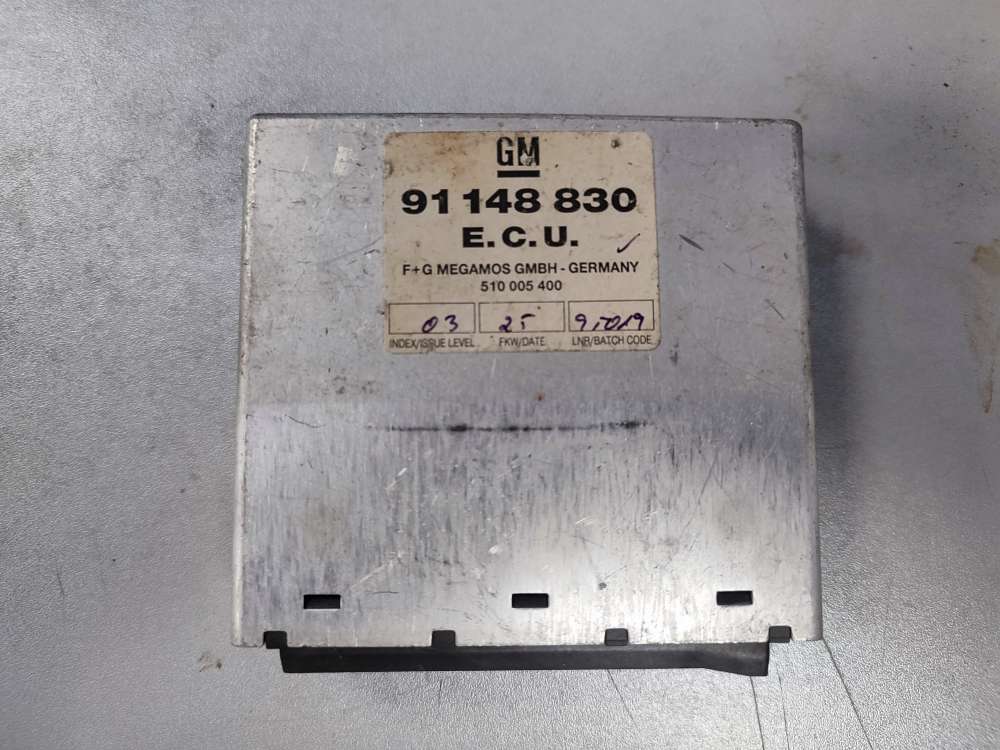 GM
91 148 830
E. C. U.
F+G MEGAMOS GMBH - GERMANY
510 005 400
03 25
INDEX/ISSUE LEVEL FKW/DATE LNR/BATCH CODE